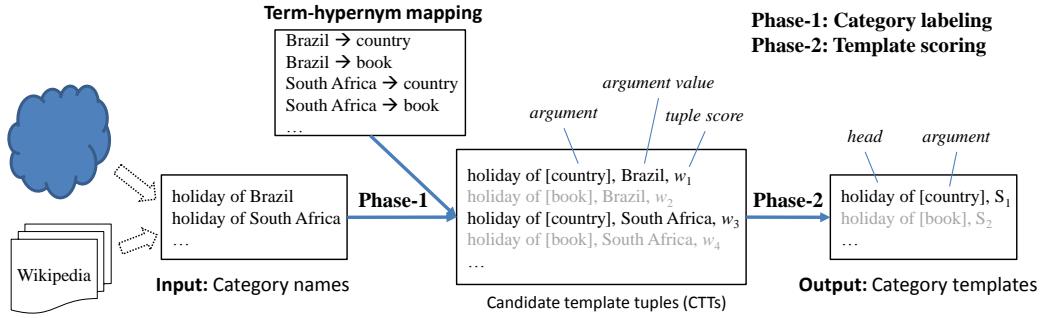 Term-hypernym mapping
Brazil → country
Brazil → book
South Africa → country
South Africa → book
…
Phase-1: Category labeling
Phase-2: Template scoring
Wikipedia
holiday of Brazil
holiday of South Africa
…
Input: Category names
Phase-1
argument
argument value
tuple score
holiday of [country], Brazil, w1
holiday of [book], Brazil, w2
holiday of [country], South Africa, w3
holiday of [book], South Africa, w4
…
Candidate template tuples (CTTs)
Phase-2
head
argument
holiday of [country], S1
holiday of [book], S2
…
Output: Category templates